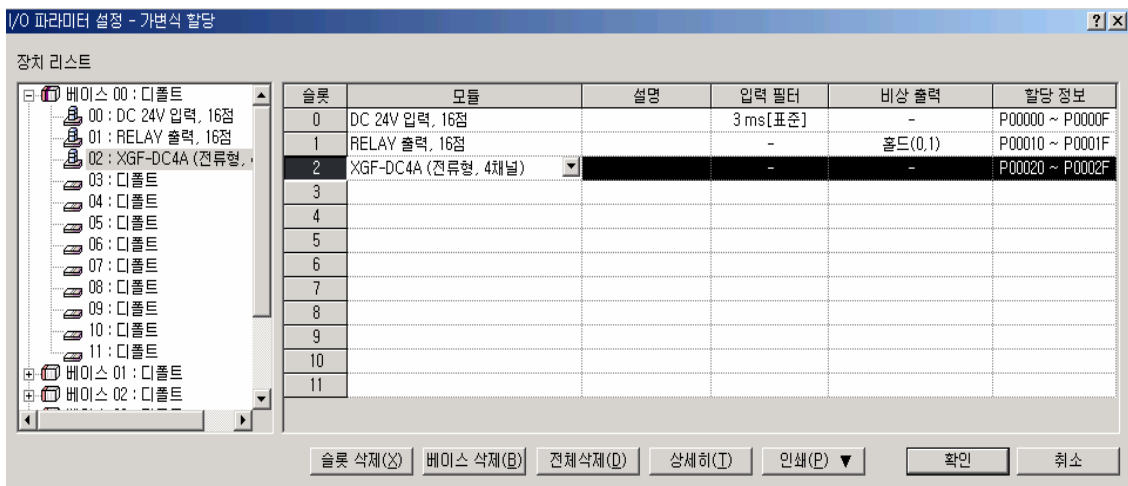 I/O 파라미터 설정 - 가변식 할당
장치 리스트
베이스 00 : 디폴트
00 : DC 24V 입력, 16점
01 : RELAY 출력, 16점
02 : XGF-DC4A (전류형,
03 : 디폴트
04 : 디폴트
05 : 디폴트
06 : 디폴트
07 : 디폴트
08 : 디폴트
09 : 디폴트
10 : 디폴트
11 : 디폴트
베이스 01 : 디폴트
베이스 02 : 디폴트
슬롯 모듈 설명 입력 필터 비상 출력 할당 정보
0 DC 24V 입력, 16점 3 ms[표준] - P00000 ~ P0000F
1 RELAY 출력, 16점 - 홀드(0,1) P00010 ~ P0001F
2 XGF-DC4A (전류형, 4채널) - - P00020 ~ P0002F
3
4
5
6
7
8
9
10
11
슬롯 삭제(X) 베이스 삭제(B) 전체삭제(D) 상세히(T) 인쇄(P) ▼ 확인 취소